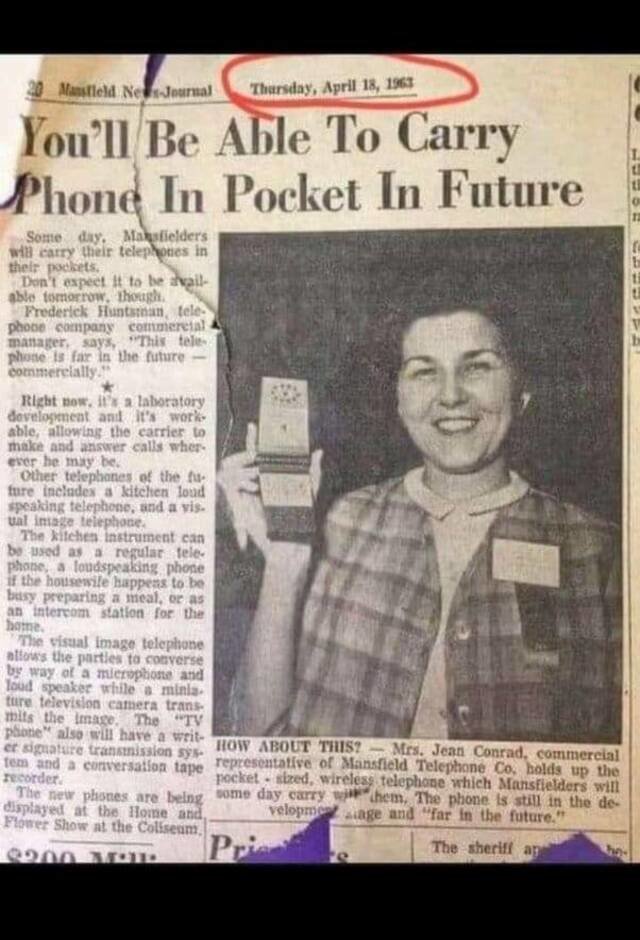 20 Mansfield News-Journal Thursday, April 18, 1963
You'll Be Able To Carry
Phone In Pocket In Future
Some day, Mansfielders
will carry their telephones in
their pockets.
Don't expect it to be avail-
able tomorrow, though.
Frederick Huntsman, tele-
phone company commercial
manager, says, "This tele-
phone is far in the future —
commercially."
Right now, it's a laboratory
development and it's work-
able, allowing the carrier to
make and answer calls wher-
ever he may be.
Other telephones of the fu-
ture includes a kitchen loud
speaking telephone, and a vis-
ual image telephone.
The kitchen instrument can
be used as a regular tele-
phone, a loudspeaking phone
if the housewife happens to be
busy preparing a meal, or as
an intercom station for the
home.
The visual image telephone
allows the parties to converse
by way of a microphone and
loud speaker while a minia-
ture television camera trans-
mits the image. The "TV
phone" also will have a writ-
er signature transmission sys-
tem and a conversation tape
recorder.
The new phones are being
displayed at the Home and
Flower Show at the Coliseum.
HOW ABOUT THIS? — Mrs. Jean Conrad, commercial
representative of Mansfield Telephone Co. holds up the
pocket - sized, wireless telephone which Mansfielders will
some day carry with them. The phone is still in the de-
velopment stage and "far in the future."
The sheriff